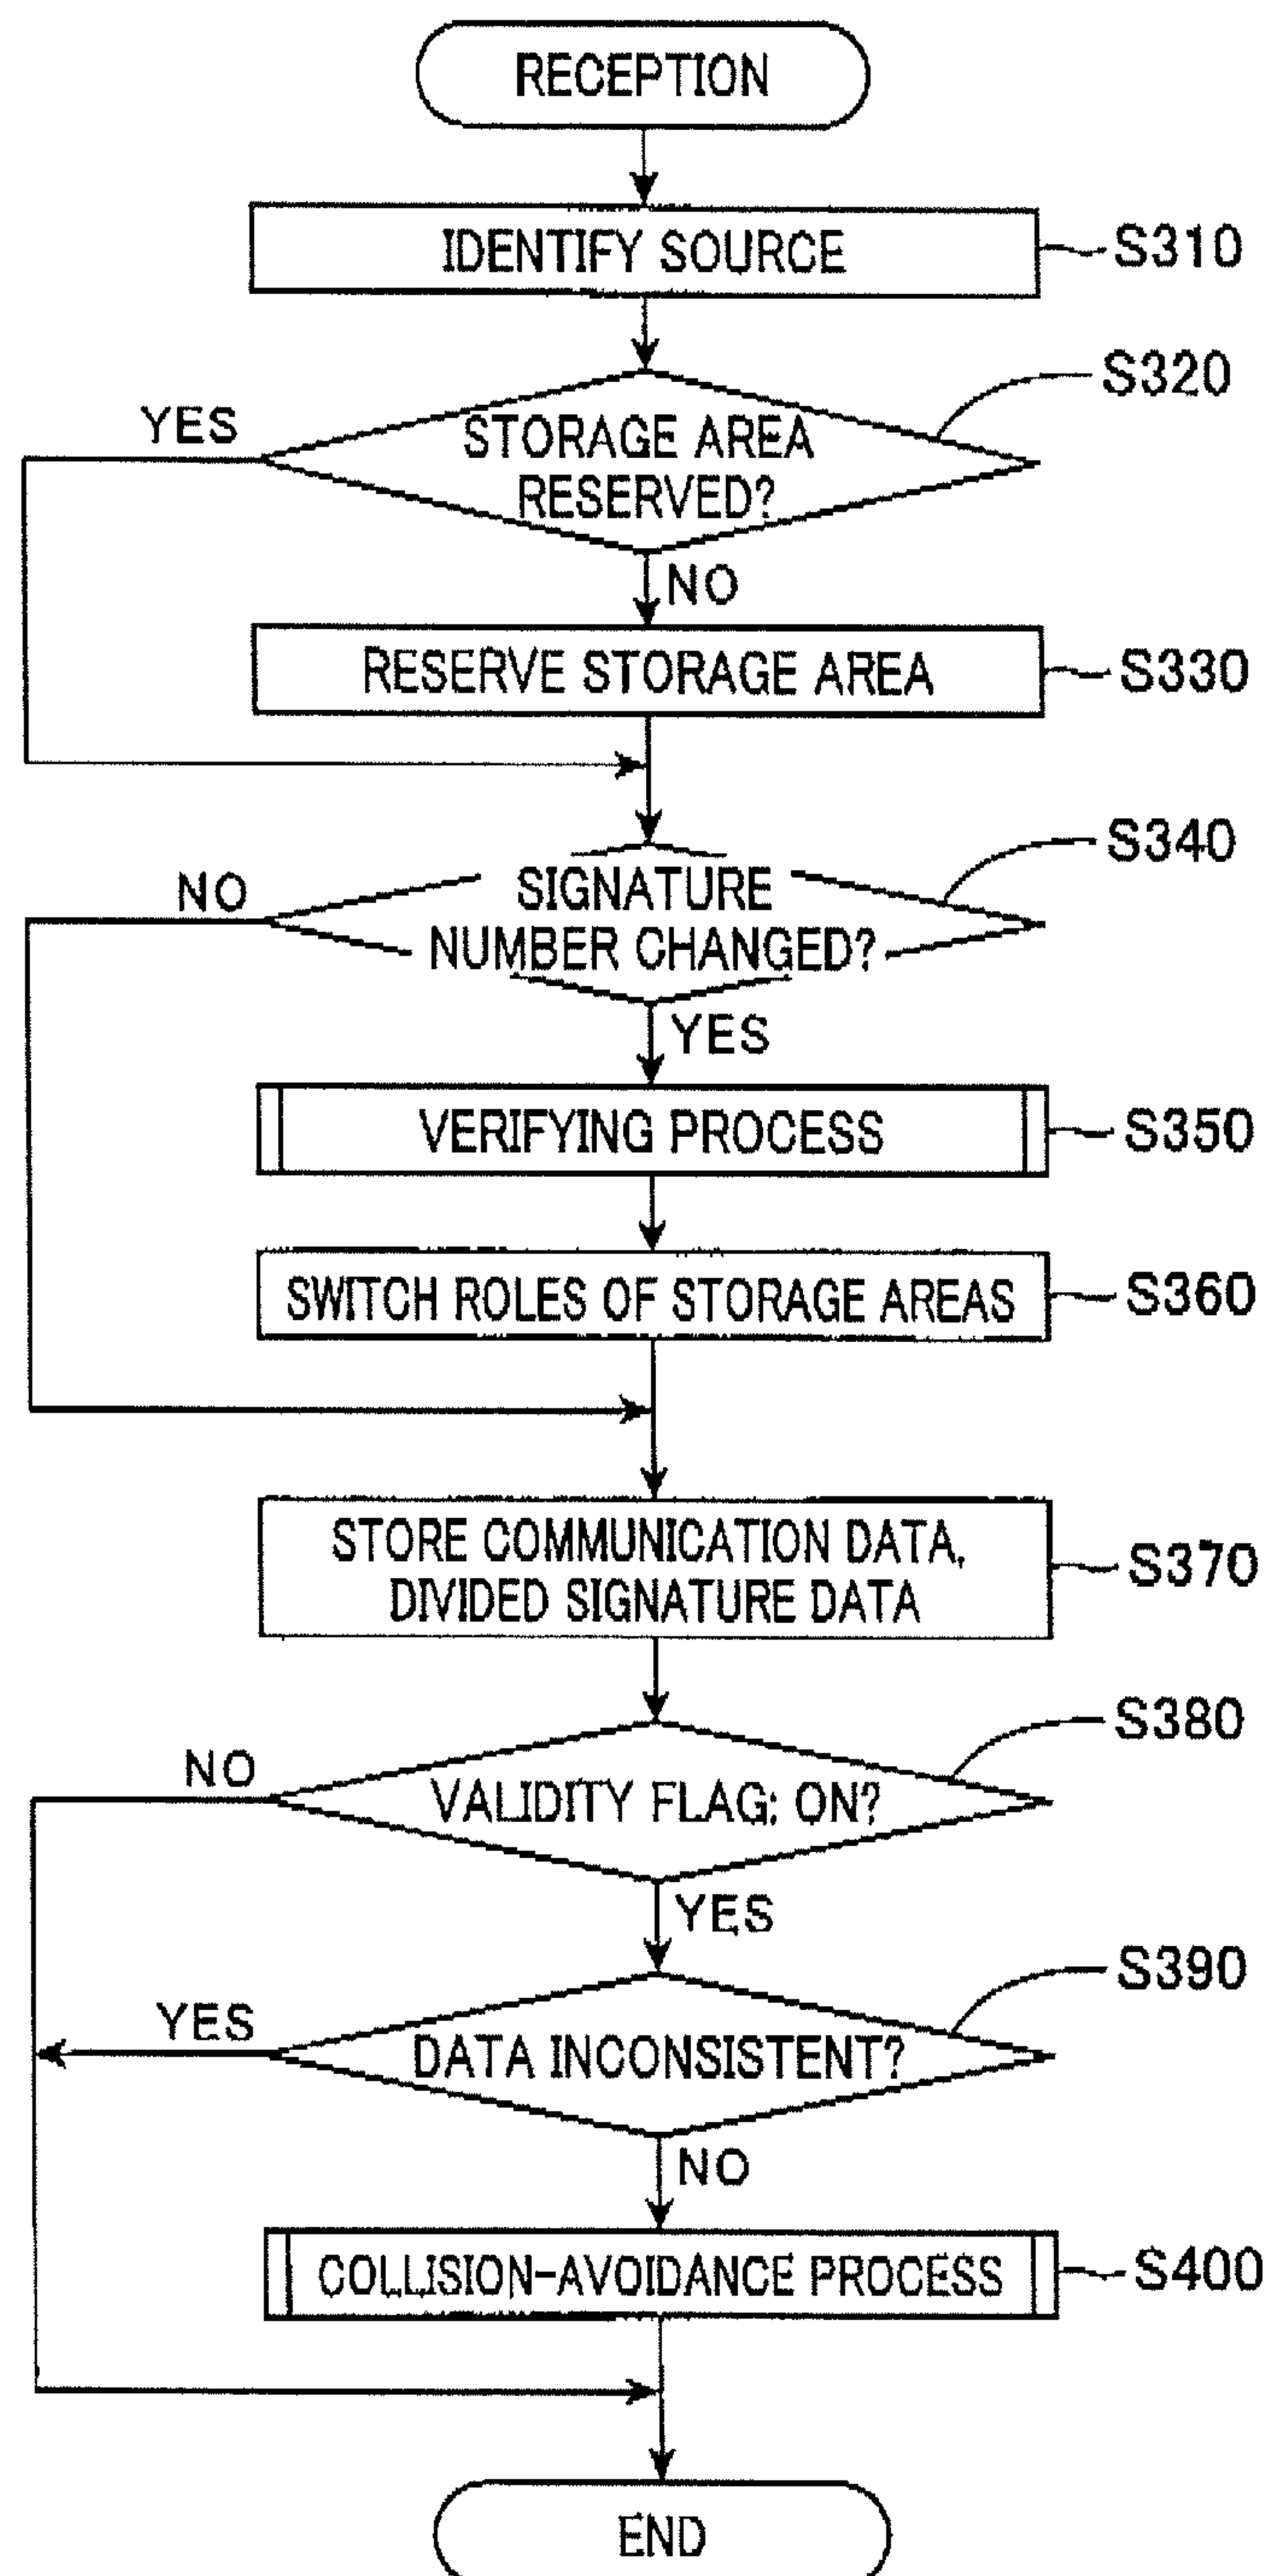 RECEPTION
IDENTIFY SOURCE
S310
S320
YES
STORAGE AREA
RESERVED?
NO
RESERVE STORAGE AREA
S330
S340
NO
SIGNATURE
NUMBER CHANGED?
YES
VERIFYING PROCESS
S350
SWITCH ROLES OF STORAGE AREAS
S360
STORE COMMUNICATION DATA,
DIVIDED SIGNATURE DATA
S370
S380
NO
VALIDITY FLAG: ON?
YES
S390
YES
DATA INCONSISTENT?
NO
COLLISION-AVOIDANCE PROCESS
S400
END